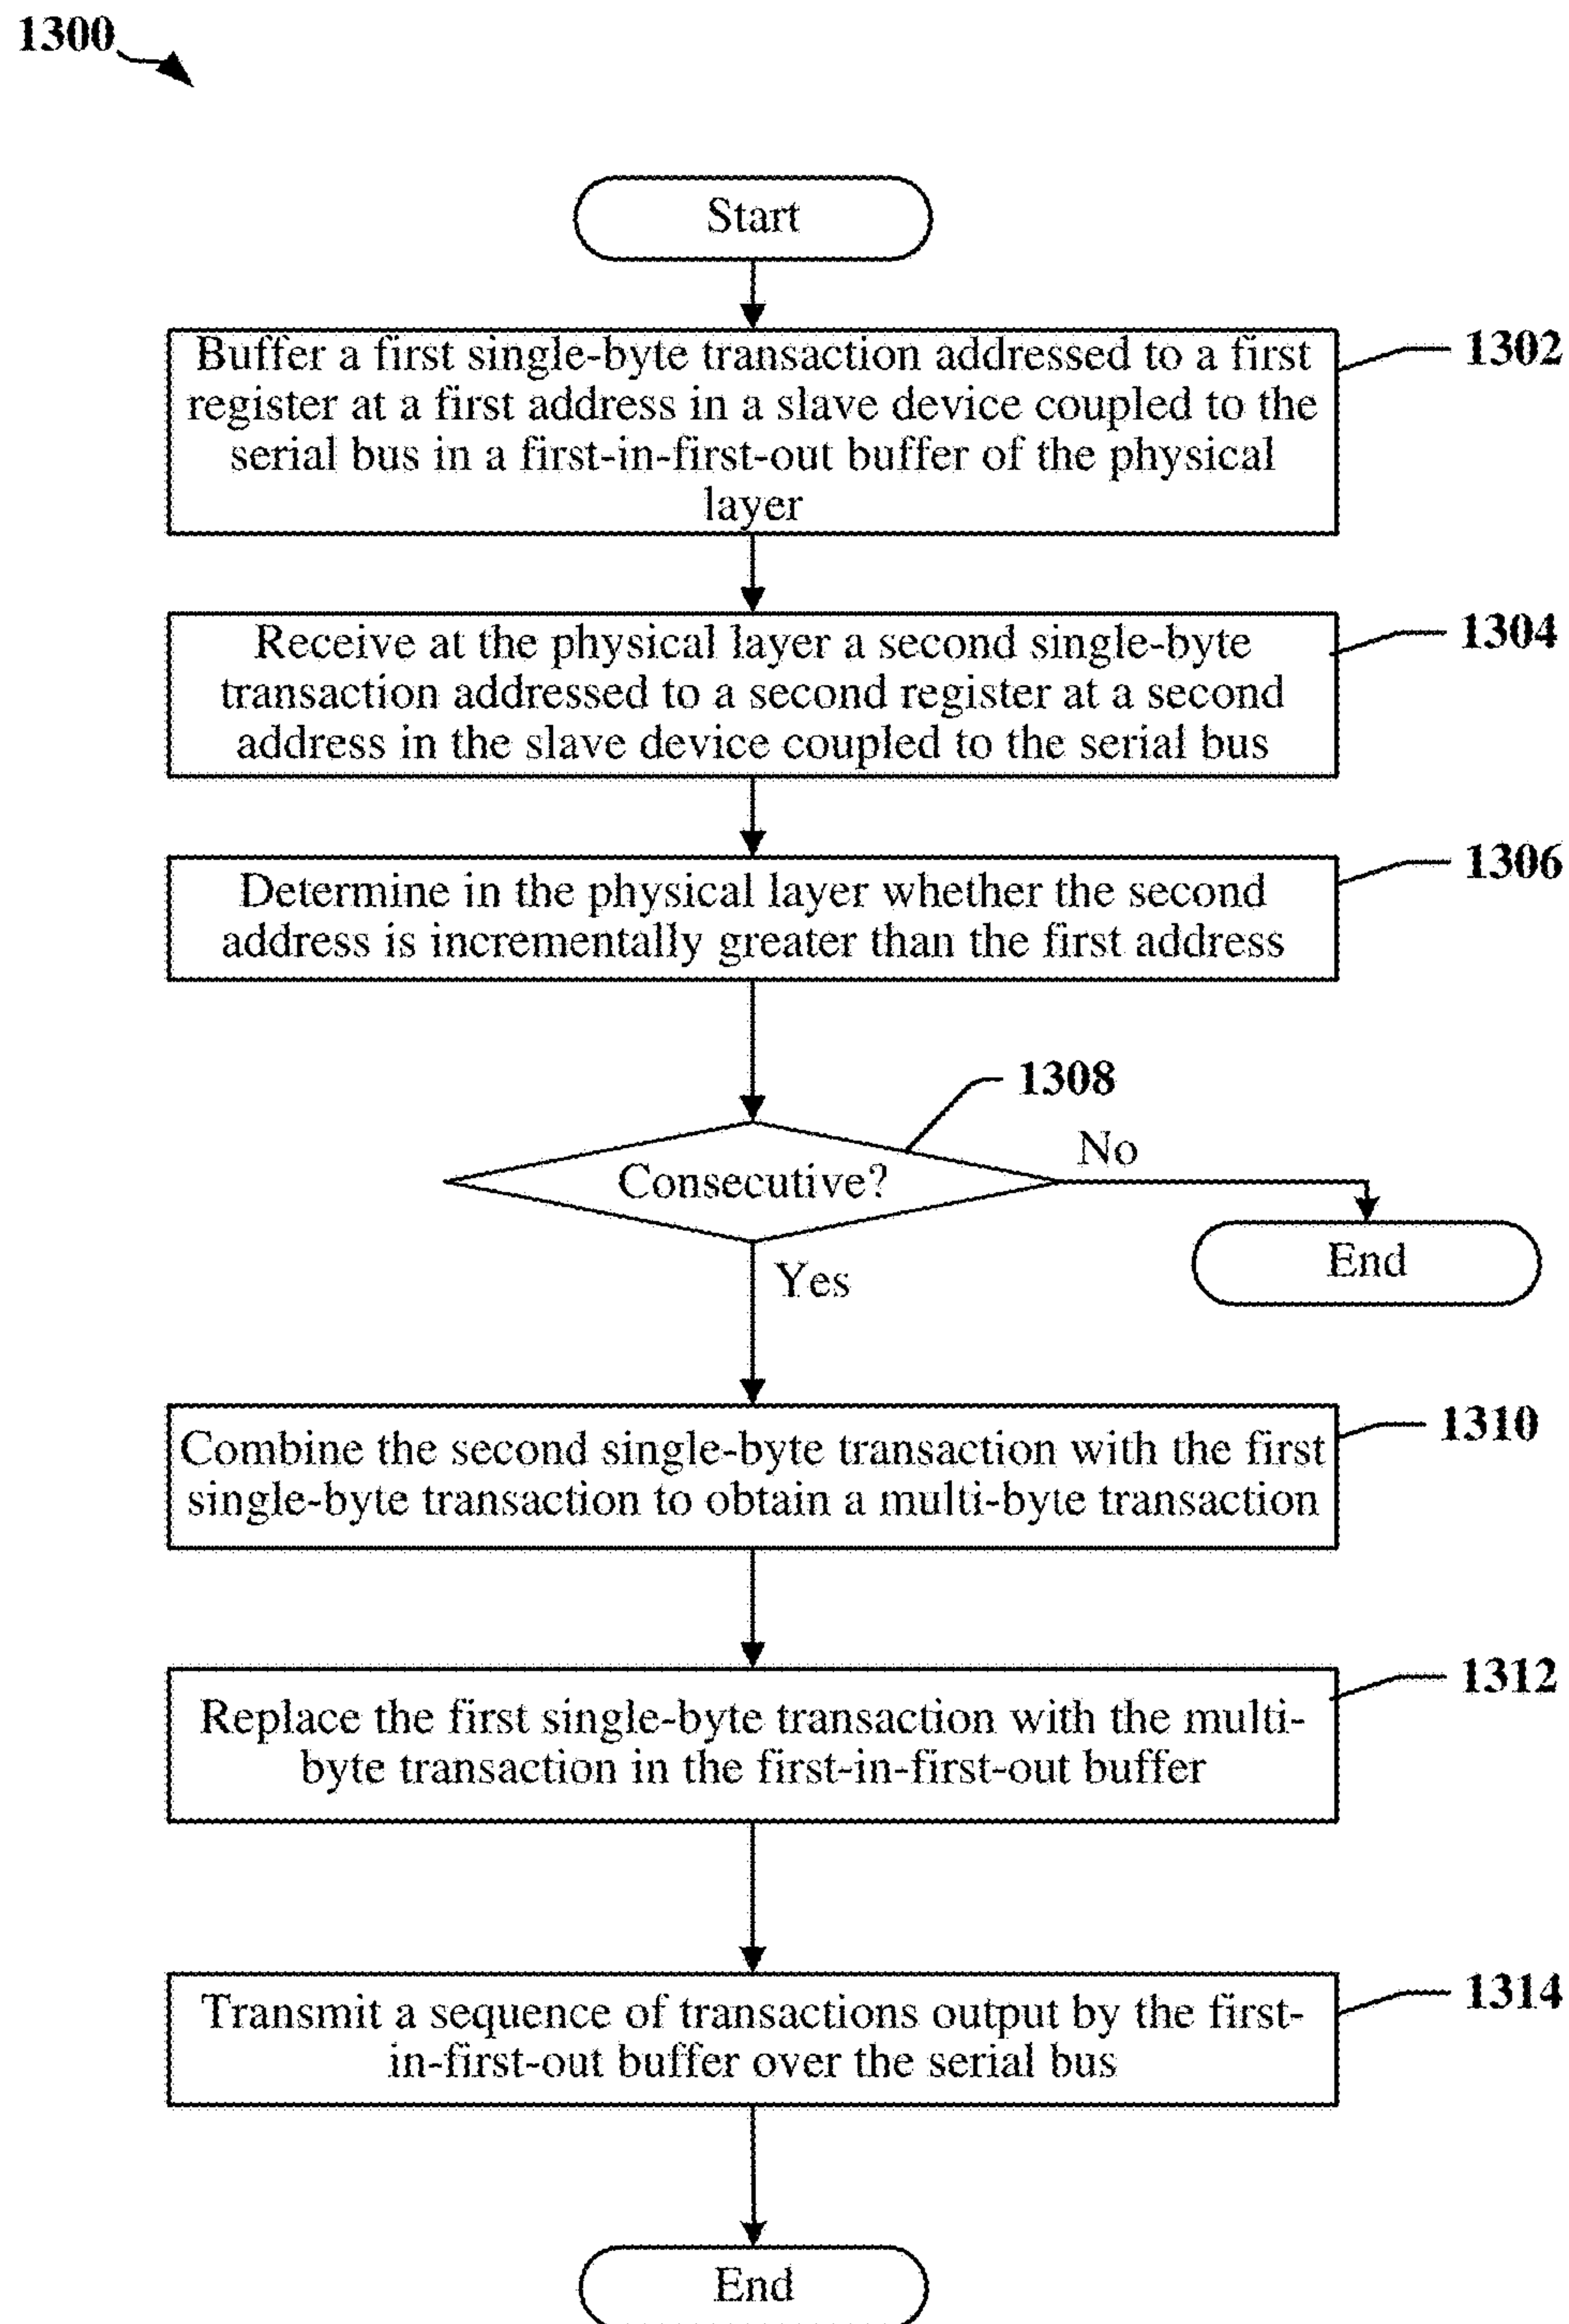 1300
Start
Buffer a first single-byte transaction addressed to a first
register at a first address in a slave device coupled to the
serial bus in a first-in-first-out buffer of the physical
layer
1302
Receive at the physical layer a second single-byte
transaction addressed to a second register at a second
address in the slave device coupled to the serial bus
1304
Determine in the physical layer whether the second
address is incrementally greater than the first address
1306
1308
Consecutive?
No
End
Yes
Combine the second single-byte transaction with the first
single-byte transaction to obtain a multi-byte transaction
1310
Replace the first single-byte transaction with the multi-
byte transaction in the first-in-first-out buffer
1312
Transmit a sequence of transactions output by the first-
in-first-out buffer over the serial bus
1314
End